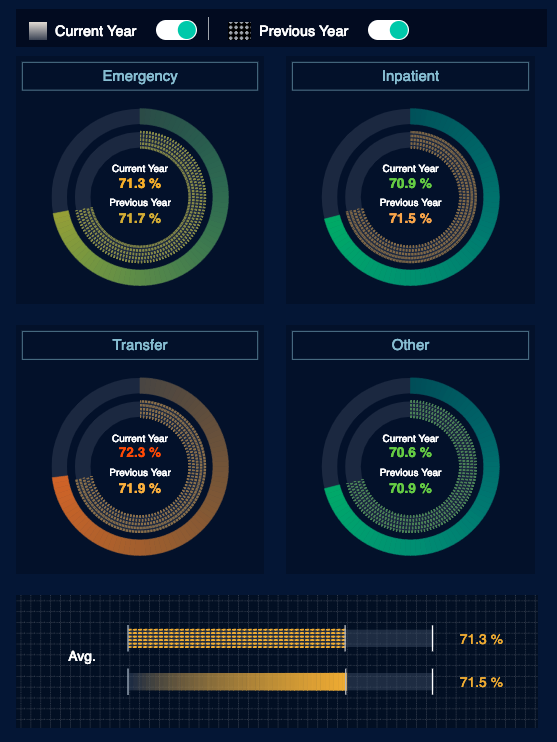 Current Year
Previous Year
Emergency
Current Year
71.3 %
Previous Year
71.7 %
Inpatient
Current Year
70.9 %
Previous Year
71.5 %
Transfer
Current Year
72.3 %
Previous Year
71.9 %
Other
Current Year
70.6 %
Previous Year
70.9 %
Avg.
71.3 %
71.5 %